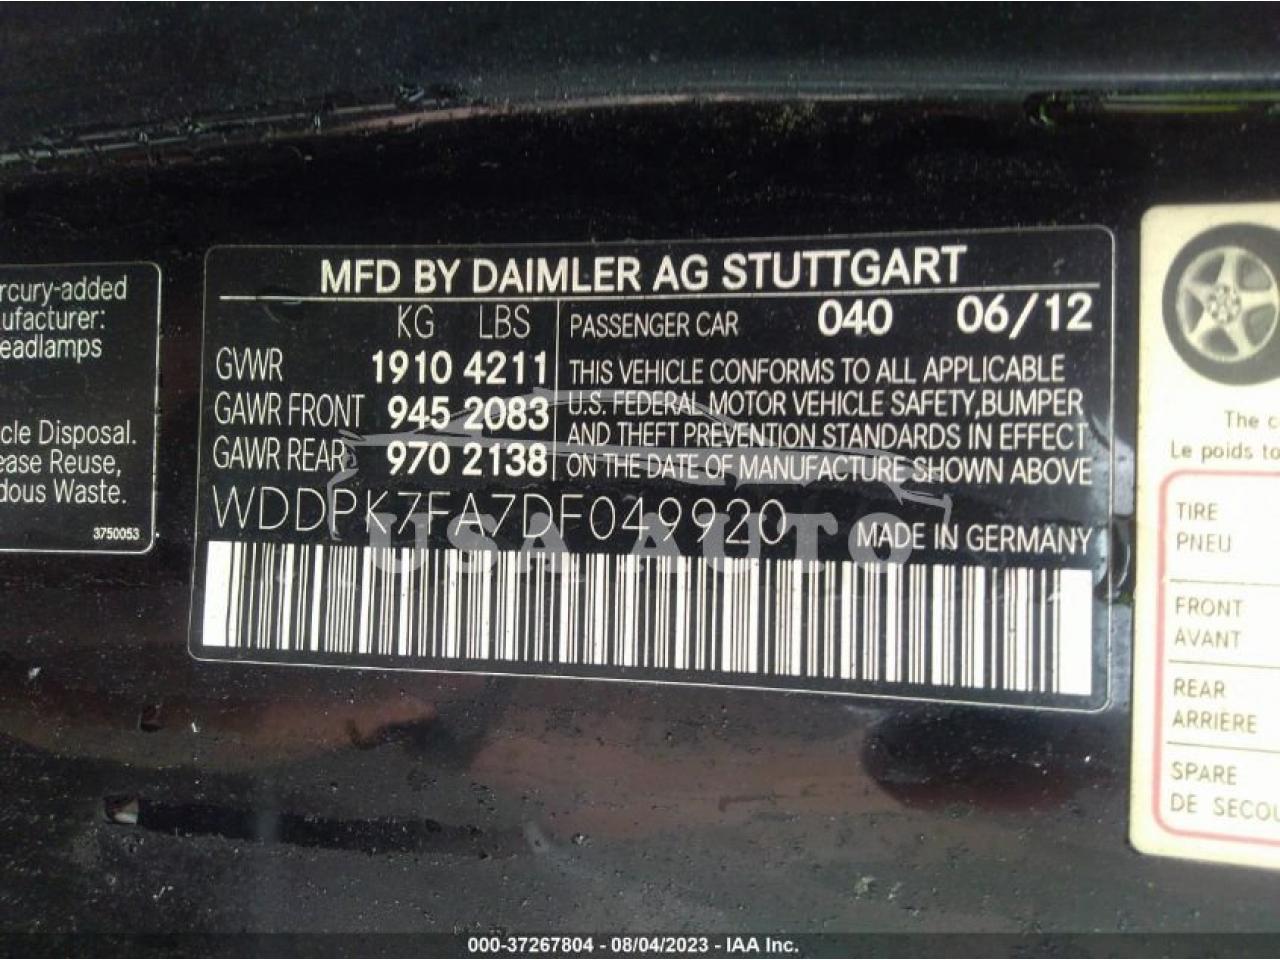 rcury-added
ufacturer:
eadlamps
cle Disposal.
ease Reuse,
dous Waste.
3750053
MFD BY DAIMLER AG STUTTGART
KG LBS
GVWR 1910 4211
GAWR FRONT 945 2083
GAWR REAR 970 2138
PASSENGER CAR 040 06/12
THIS VEHICLE CONFORMS TO ALL APPLICABLE
U.S. FEDERAL MOTOR VEHICLE SAFETY,BUMPER
AND THEFT PREVENTION STANDARDS IN EFFECT
ON THE DATE OF MANUFACTURE SHOWN ABOVE
WDDPK7FA7DF049920 MADE IN GERMANY
USA AUTO
The c
Le poids to
TIRE
PNEU
FRONT
AVANT
REAR
ARRIÈRE
SPARE
DE SECOU
000-37267804 - 08/04/2023 - IAA Inc.